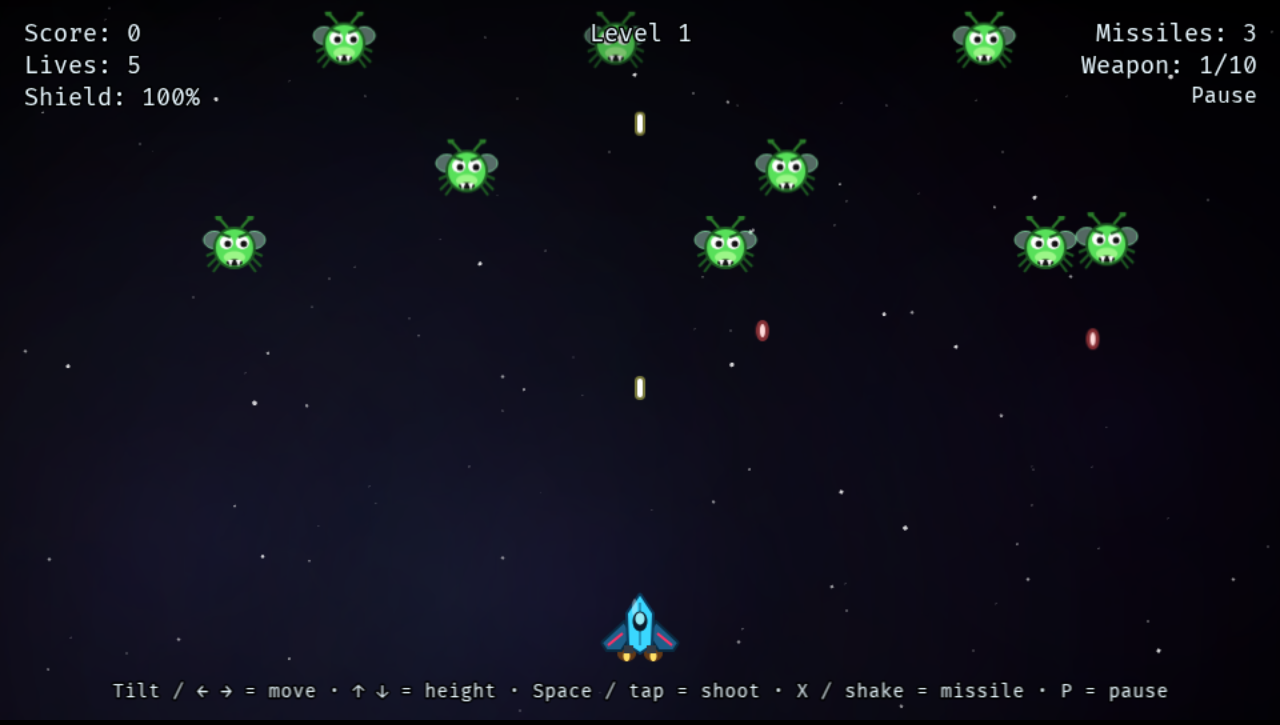 Score: 0
Lives: 5
Shield: 100%
Level 1
Missiles: 3
Weapon: 1/10
Pause
Tilt / ← → = move · ↑ ↓ = height · Space / tap = shoot · X / shake = missile · P = pause